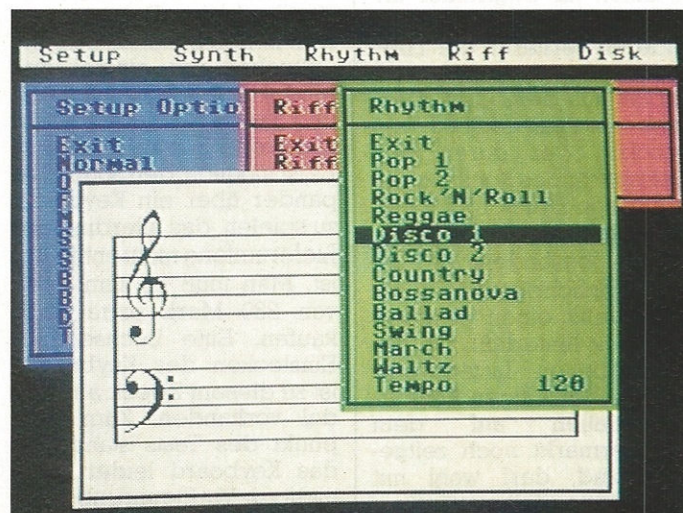 Setup Synth Rhythm Riff Disk
Setup Optio
Exit
Normal
O
R
M
S
S
B
B
D
T
Riff
Exit
Riff
Rhythm
Exit
Pop 1
Pop 2
Rock'N'Roll
Reggae
Disco 1
Disco 2
Country
Bossanova
Ballad
Swing
March
Waltz
Tempo 120